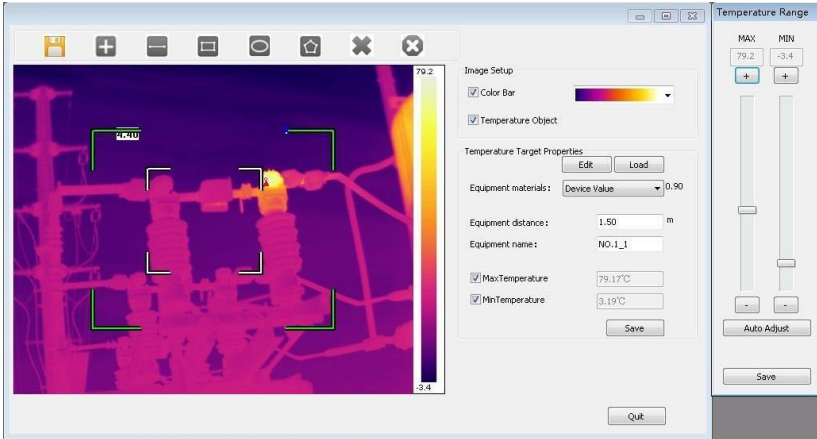 Temperature Range
MAX MIN
79.2 -3.4
+ +
- -
Auto Adjust
Save
79.2
4.40
-3.4
Image Setup
Color Bar
Temperature Object
Temperature Target Properties
Edit Load
Equipment materials: Device Value 0.90
Equipment distance: 1.50 m
Equipment name: NO.1_1
MaxTemperature 79.17℃
MinTemperature 3.19℃
Save
Quit